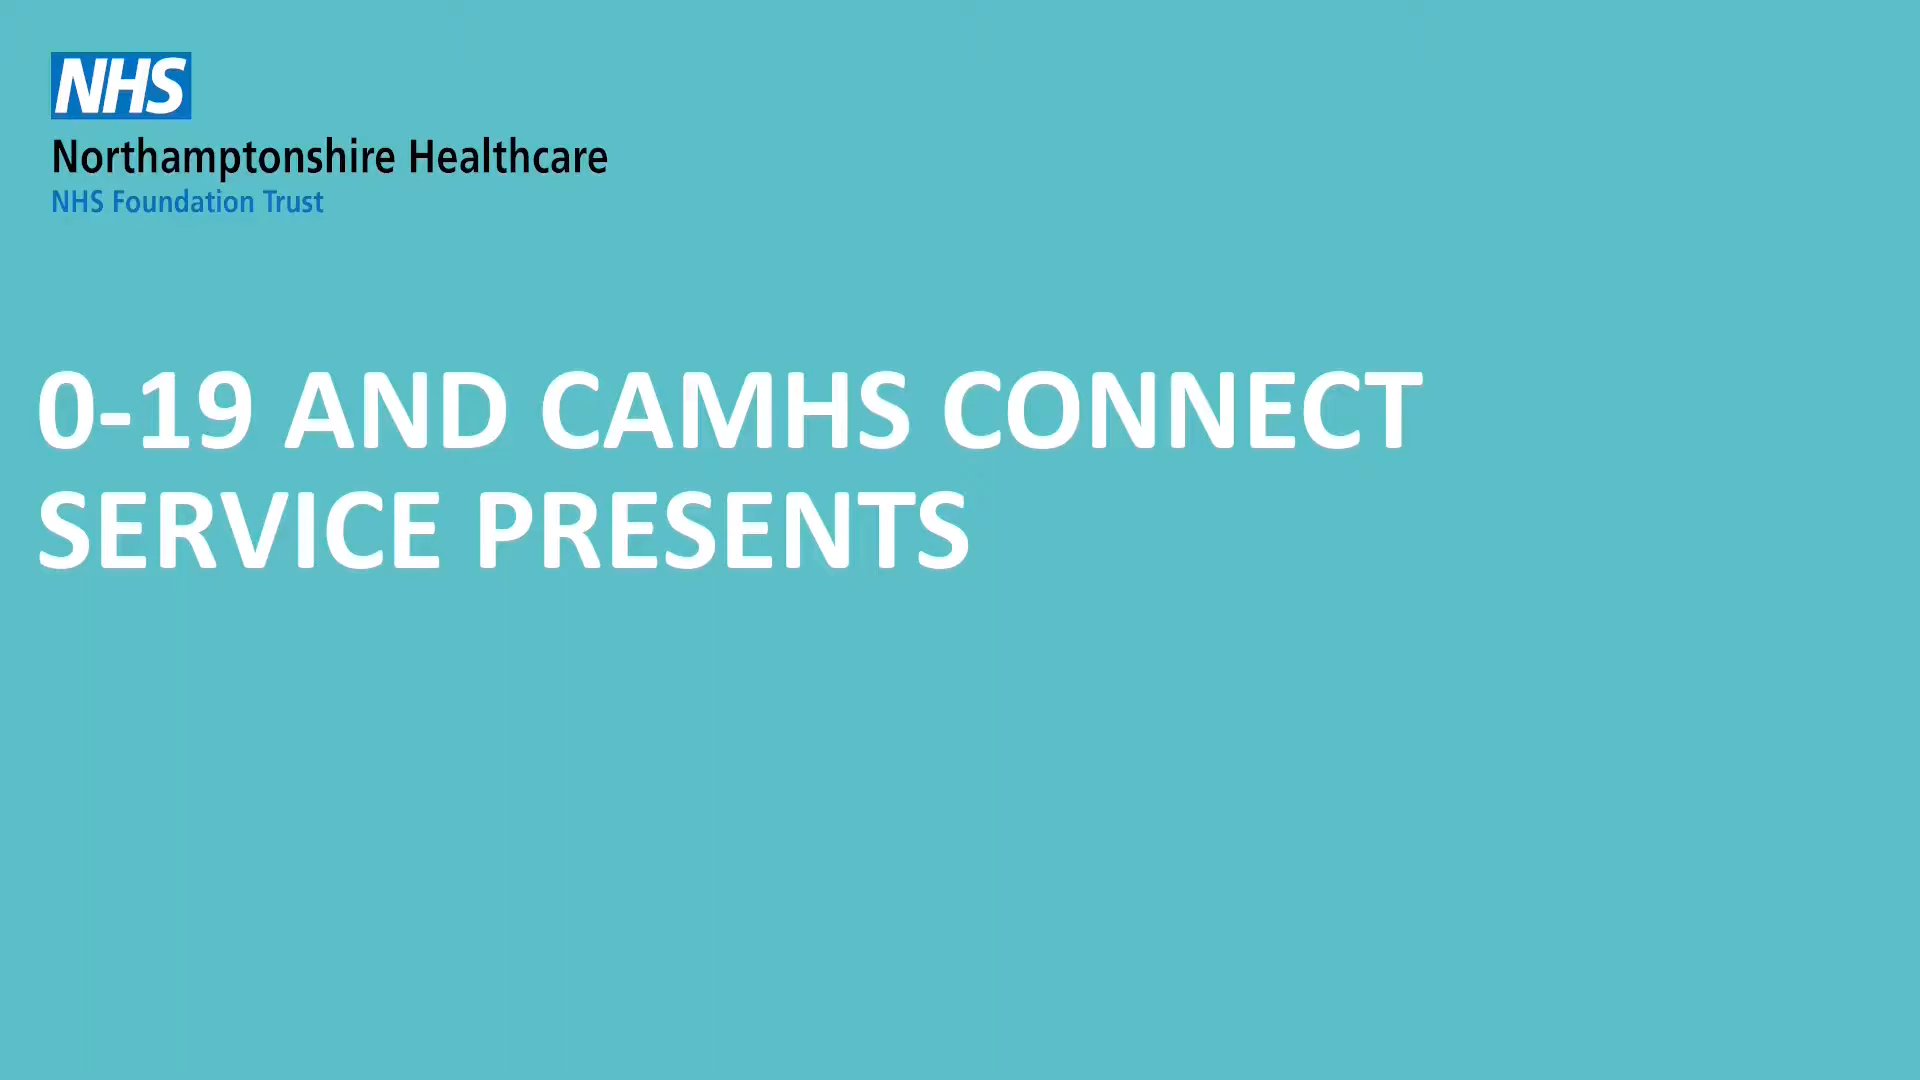 NHS
Northamptonshire Healthcare
NHS Foundation Trust
0-19 AND CAMHS CONNECT
SERVICE PRESENTS